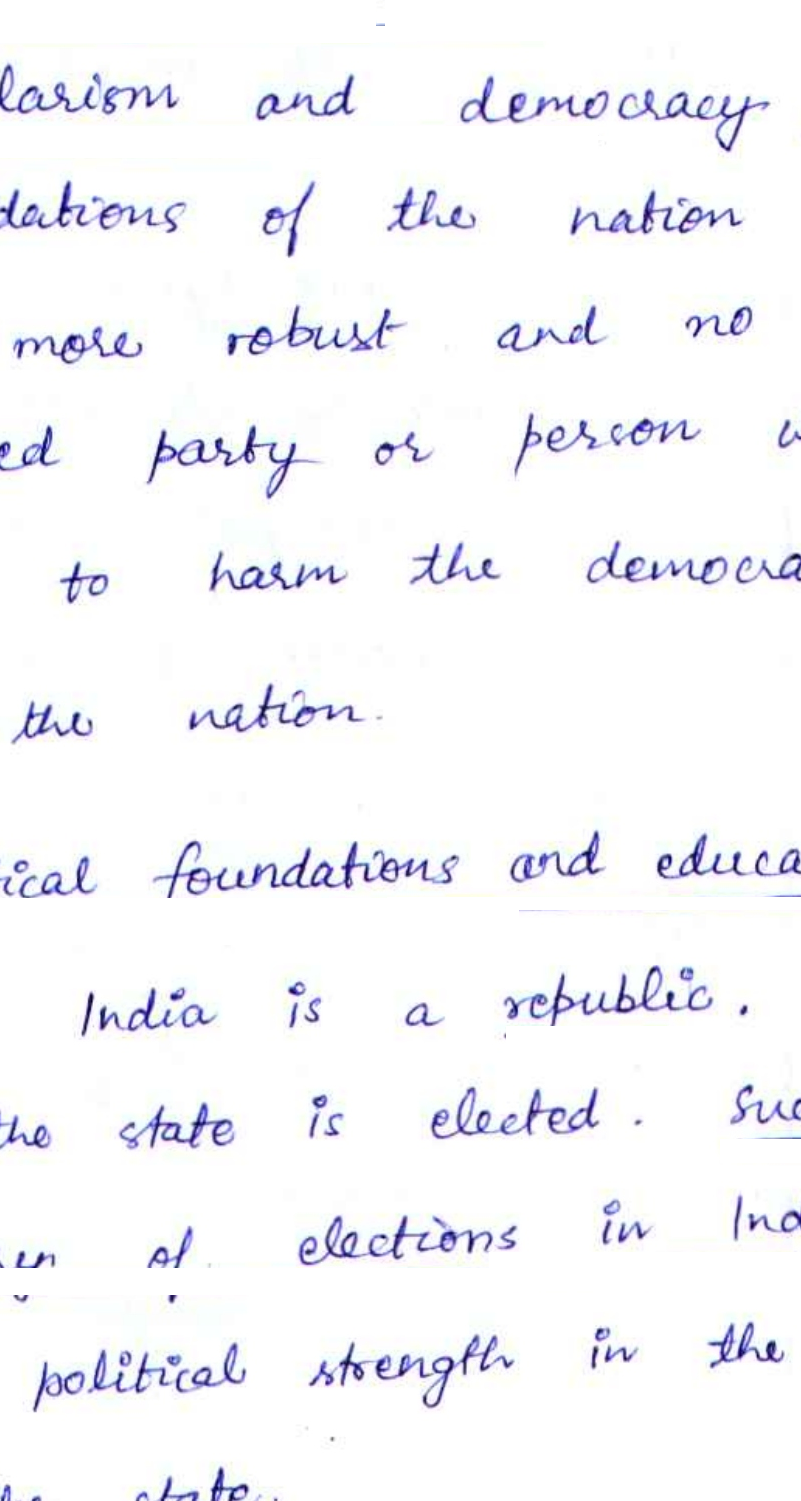 larism and democracy
dations of the nation
more robust and no
ed party or person
to harm the democra
the nation.
ical foundations and educa
India is a republic.
the state is elected. Suc
of elections in Ind
political strength in the
state